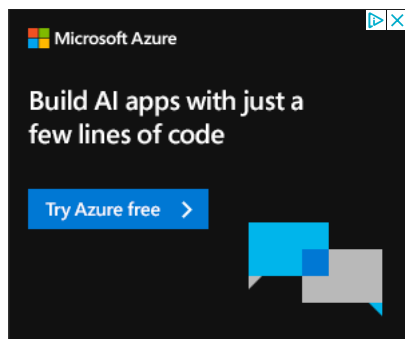 Microsoft Azure
Build AI apps with just a
few lines of code
Try Azure free